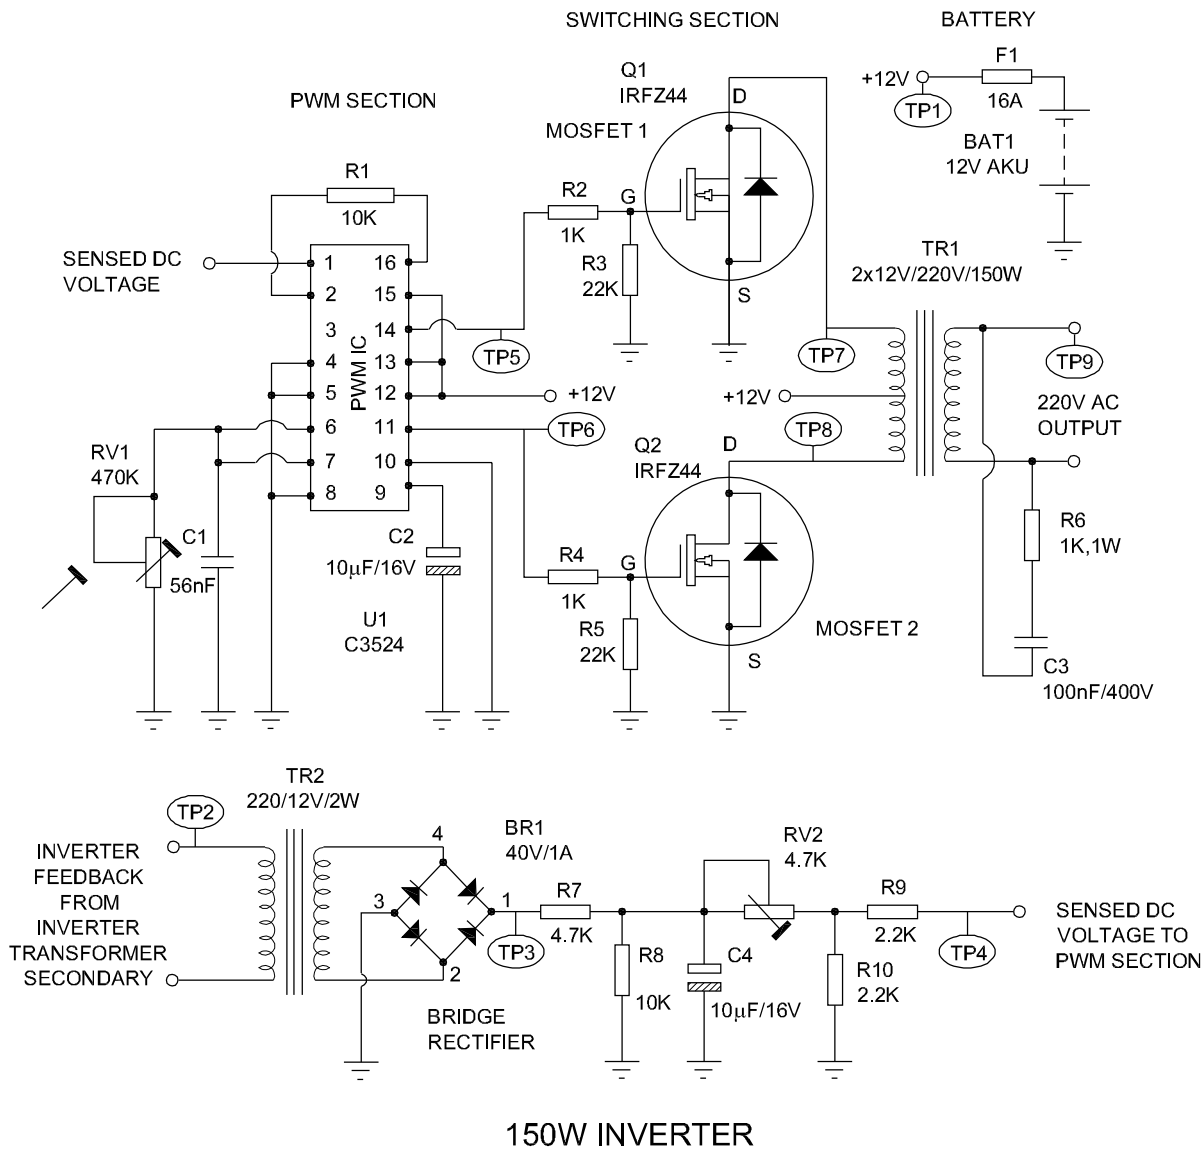 SWITCHING SECTION
BATTERY
PWM SECTION
Q1
IRFZ44
D
MOSFET 1
G
S
+12V
TP1
F1
16A
BAT1
12V AKU
R1
10K
R2
1K
R3
22K
SENSED DC
VOLTAGE
1
2
3
4
5
6
7
8
16
15
14
13
12
11
10
9
PWM IC
TP5
+12V
TP6
TP7
+12V
TP8
TR1
2x12V/220V/150W
TP9
220V AC
OUTPUT
RV1
470K
C1
56nF
C2
10µF/16V
U1
C3524
Q2
IRFZ44
D
G
S
MOSFET 2
R4
1K
R5
22K
R6
1K,1W
C3
100nF/400V
TR2
220/12V/2W
TP2
INVERTER
FEEDBACK
FROM
INVERTER
TRANSFORMER
SECONDARY
4
3
1
2
BR1
40V/1A
BRIDGE
RECTIFIER
TP3
R7
4.7K
R8
10K
C4
10µF/16V
RV2
4.7K
R9
2.2K
R10
2.2K
TP4
SENSED DC
VOLTAGE TO
PWM SECTION
150W INVERTER